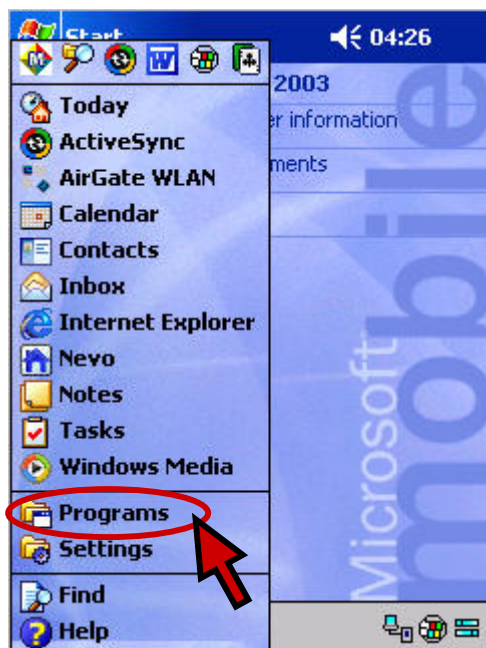 Start
04:26
2003
er information
ments
Today
ActiveSync
AirGate WLAN
Calendar
Contacts
Inbox
Internet Explorer
Nevo
Notes
Tasks
Windows Media
Programs
Settings
Find
Help
Microsoft
mobile